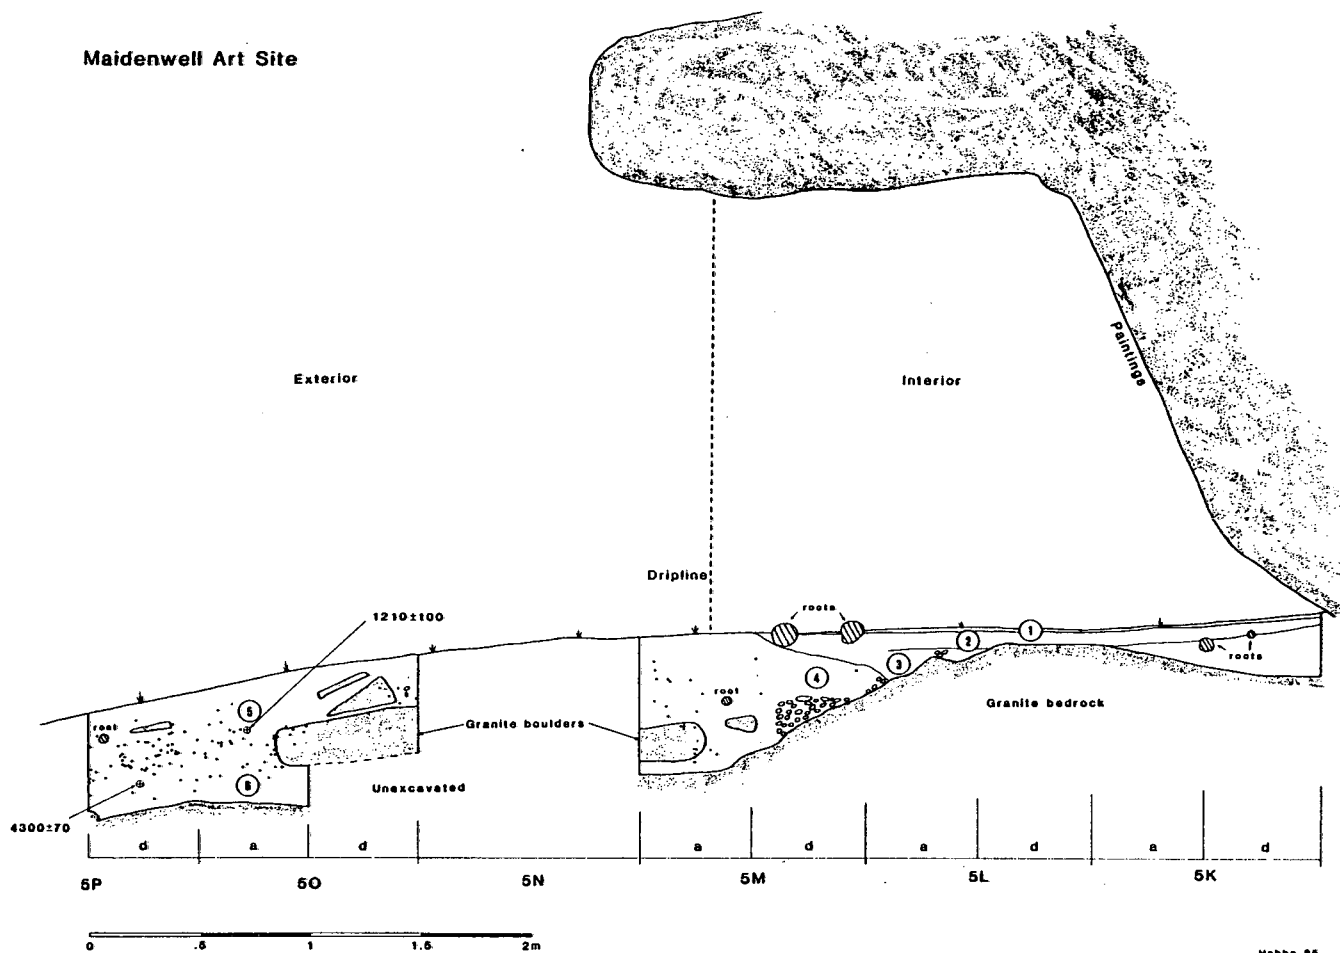 Maidenwell Art Site
Exterior
Interior
Paintings
Dripline
1210±100
roots
1
2
3
4
5
6
root
root
roots
Granite boulders
Granite bedrock
Unexcavated
4300±70
d a d a d a d a d
5P 5O 5N 5M 5L 5K
0 .5 1 1.5 2m